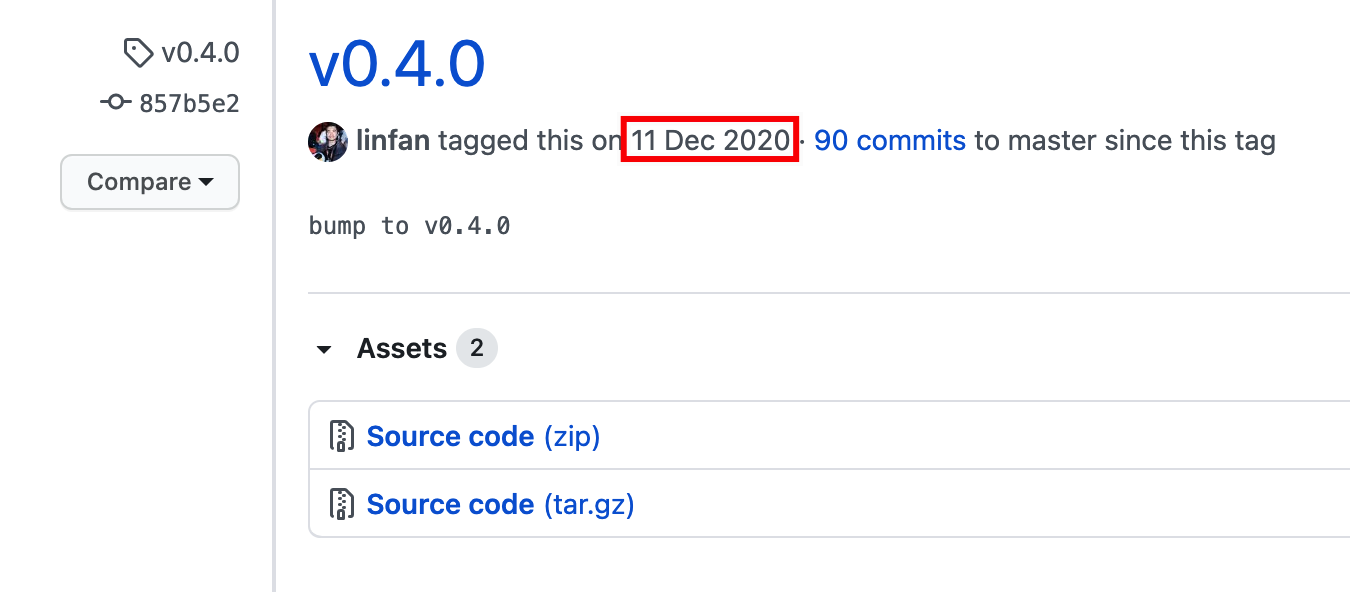 v0.4.0
857b5e2
Compare
v0.4.0
linfan tagged this on 11 Dec 2020 · 90 commits to master since this tag
bump to v0.4.0
Assets 2
Source code (zip)
Source code (tar.gz)